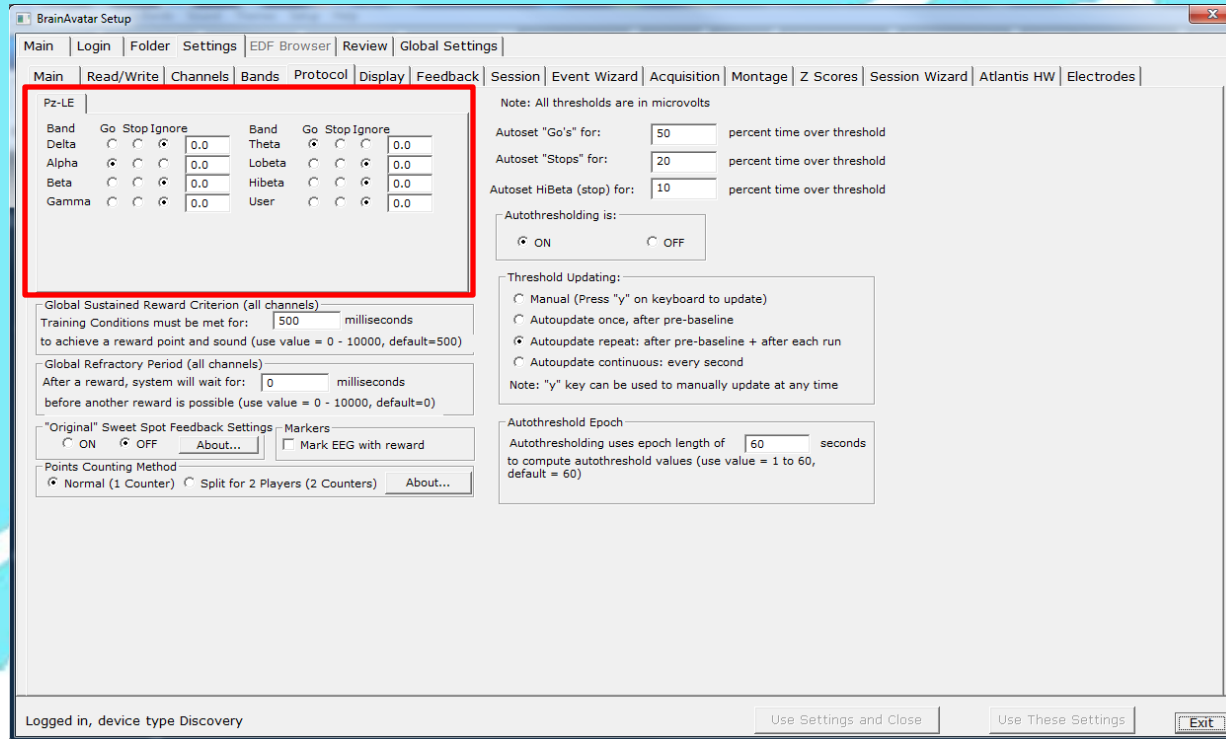 BrainAvatar Setup
Main Login Folder Settings EDF Browser Review Global Settings
Main Read/Write Channels Bands Protocol Display Feedback Session Event Wizard Acquisition Montage Z Scores Session Wizard Atlantis HW Electrodes
Pz-LE
Band Go Stop Ignore Band Go Stop Ignore
Delta 0.0 Theta 0.0
Alpha 0.0 Lobeta 0.0
Beta 0.0 Hibeta 0.0
Gamma 0.0 User 0.0
Global Sustained Reward Criterion (all channels)
Training Conditions must be met for: 500 milliseconds
to achieve a reward point and sound (use value = 0 - 10000, default=500)
Global Refractory Period (all channels)
After a reward, system will wait for: 0 milliseconds
before another reward is possible (use value = 0 - 10000, default=0)
"Original" Sweet Spot Feedback Settings Markers
ON OFF About... Mark EEG with reward
Points Counting Method
Normal (1 Counter) Split for 2 Players (2 Counters) About...
Note: All thresholds are in microvolts
Autoset "Go's" for: 50 percent time over threshold
Autoset "Stops" for: 20 percent time over threshold
Autoset HiBeta (stop) for: 10 percent time over threshold
Autothresholding is:
ON OFF
Threshold Updating:
Manual (Press "y" on keyboard to update)
Autoupdate once, after pre-baseline
Autoupdate repeat: after pre-baseline + after each run
Autoupdate continuous: every second
Note: "y" key can be used to manually update at any time
Autothreshold Epoch
Autothresholding uses epoch length of 60 seconds
to compute autothreshold values (use value = 1 to 60,
default = 60)
Logged in, device type Discovery
Use Settings and Close Use These Settings Exit